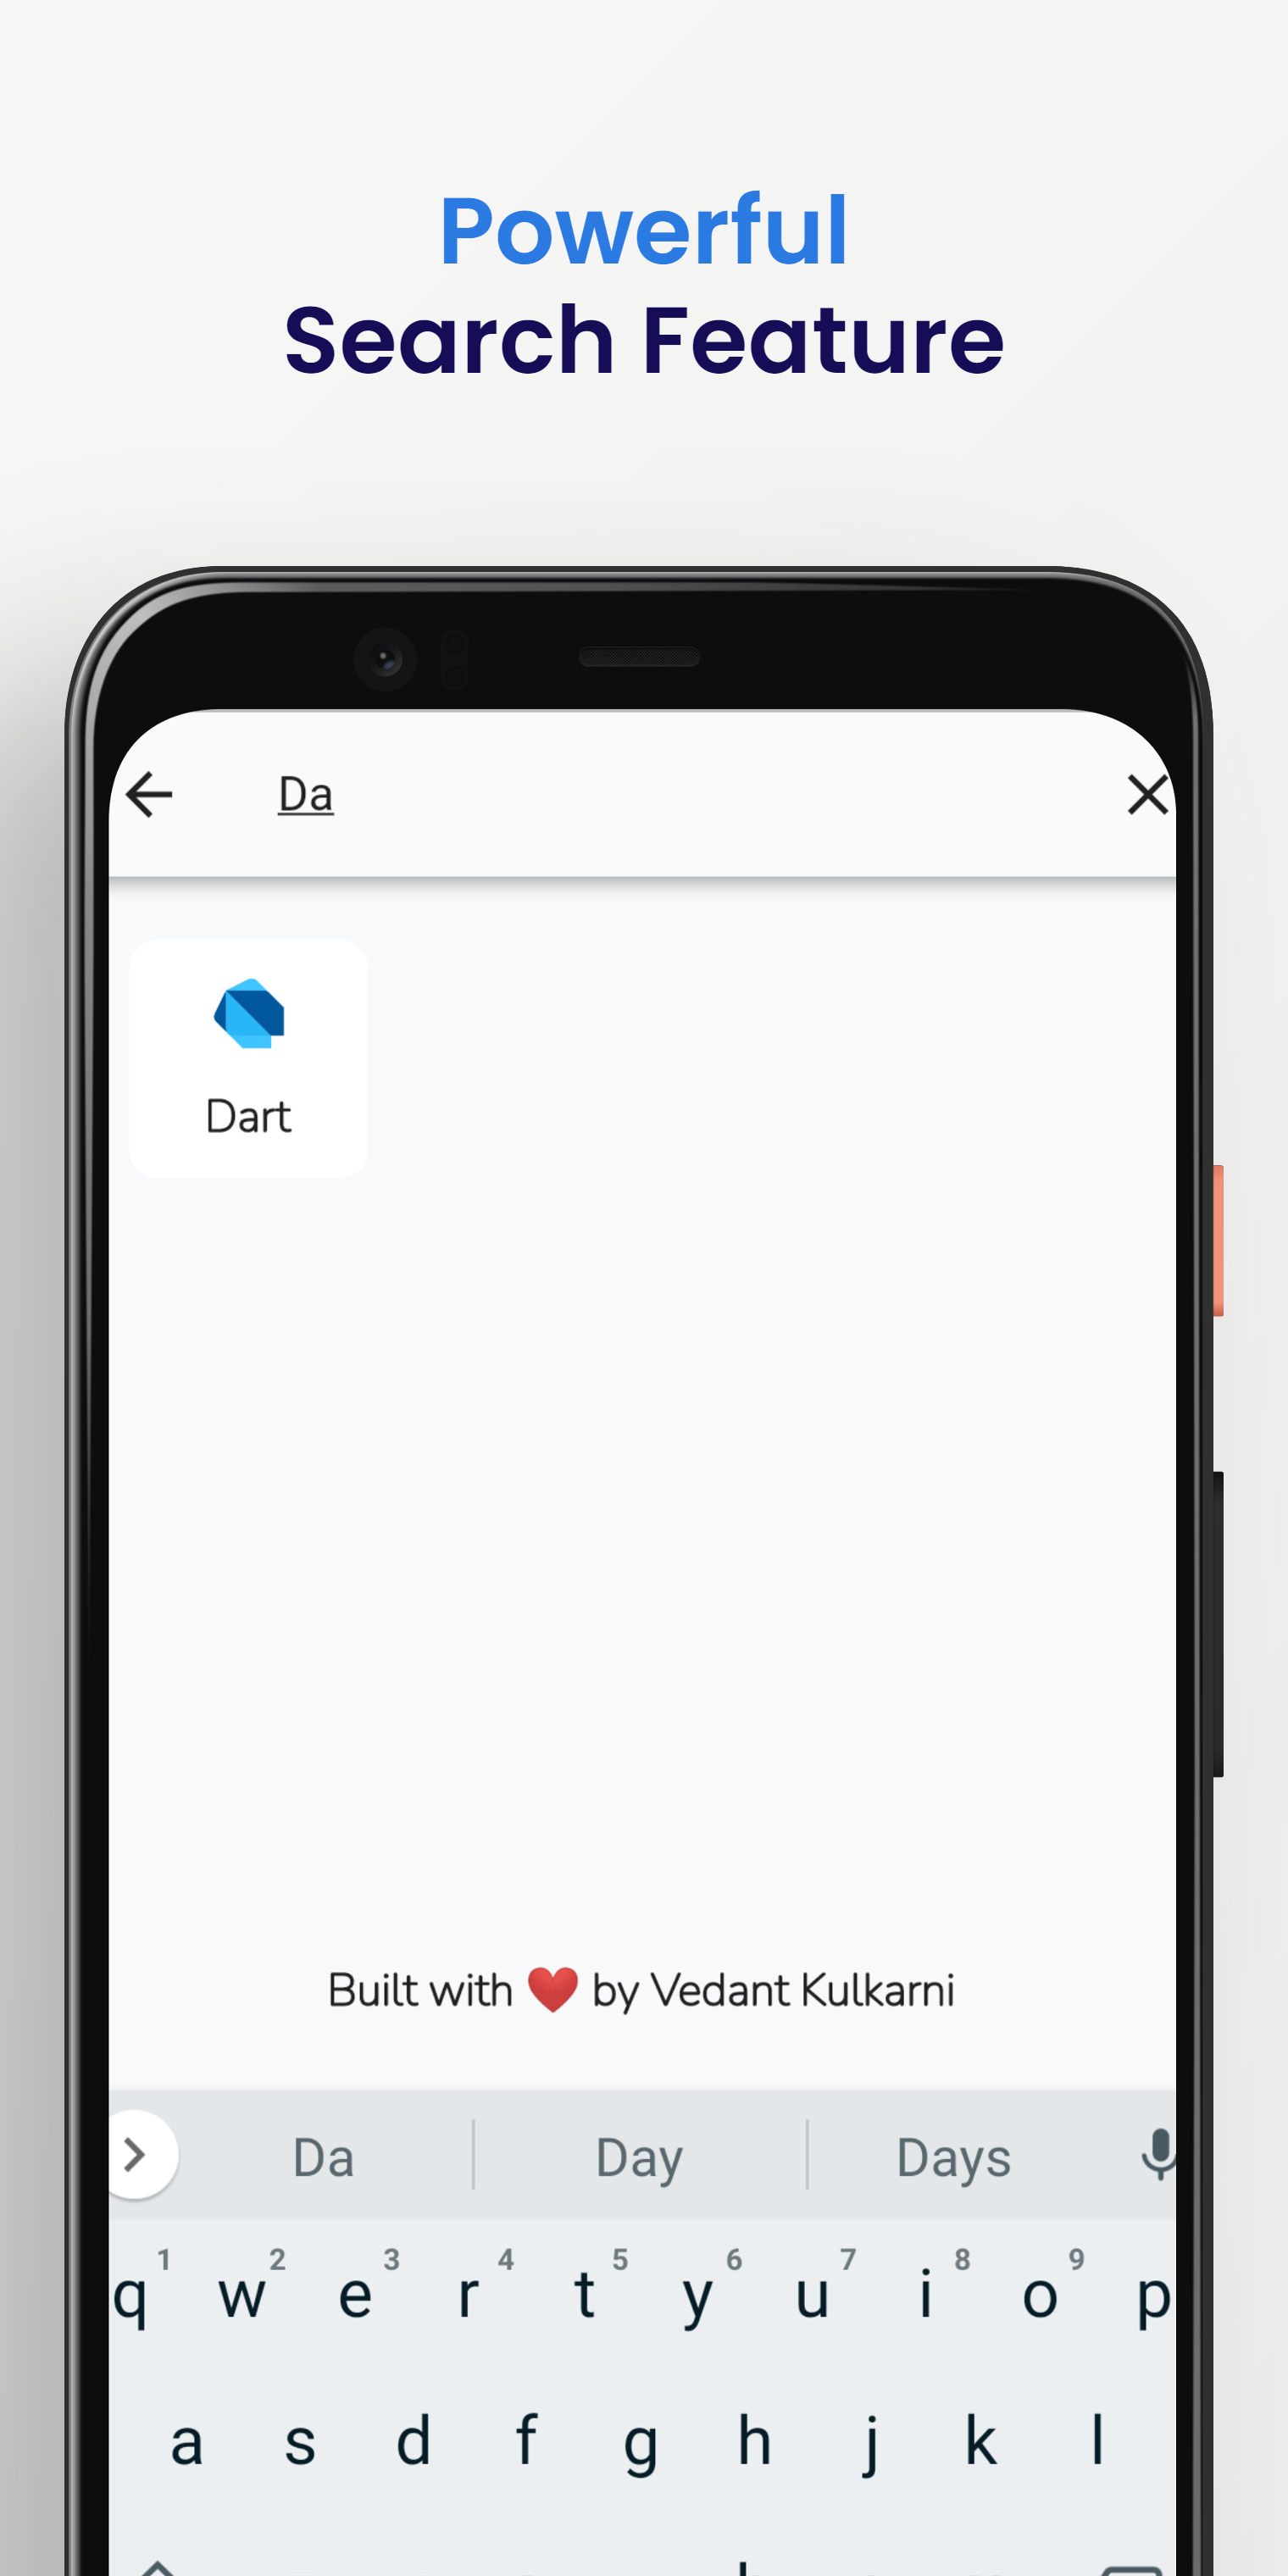 Powerful
Search Feature
Da
Dart
Built with ❤️ by Vedant Kulkarni
Da Day Days
1 2 3 4 5 6 7 8 9
q w e r t y u i o p
a s d f g h j k l